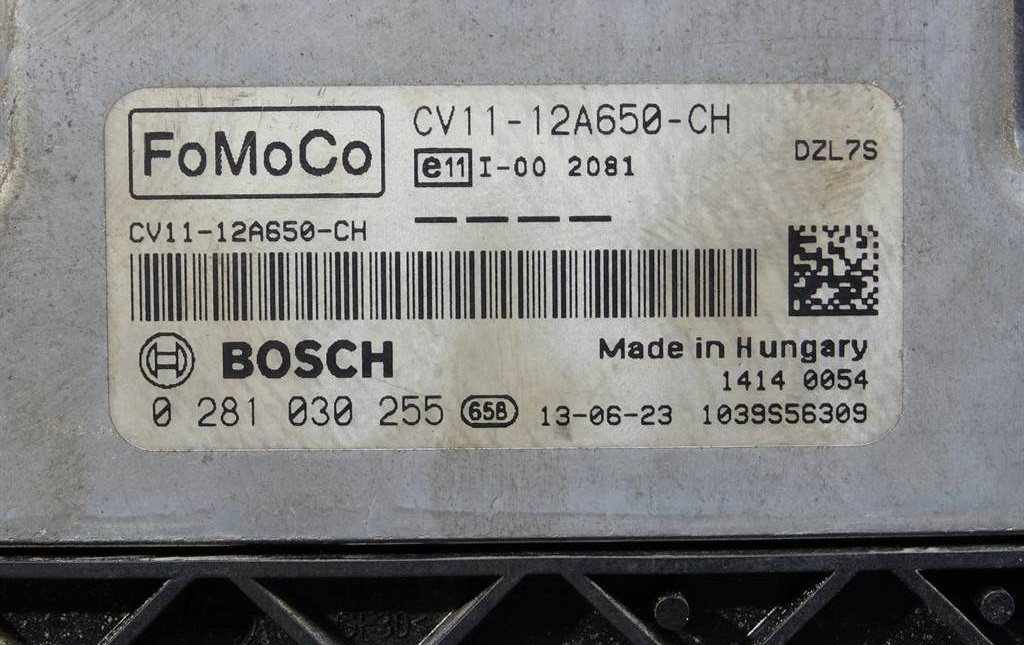 FoMoCo
CV11-12A650-CH
e11 I-00 2081
DZL7S
— — — —
CV11-12A650-CH
BOSCH
Made in Hungary
1414 0054
0 281 030 255 658 13-06-23 1039S56309